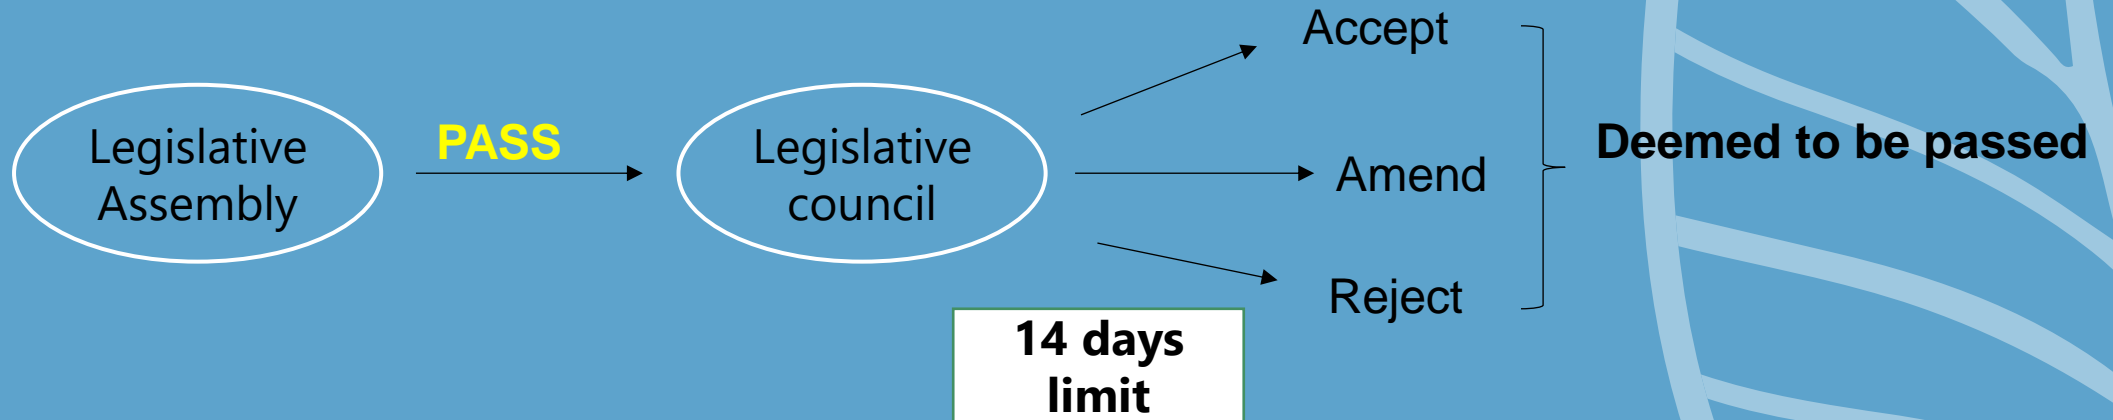 Legislative
Assembly
PASS
Legislative
council
Accept
Amend
Reject
Deemed to be passed
14 days
limit